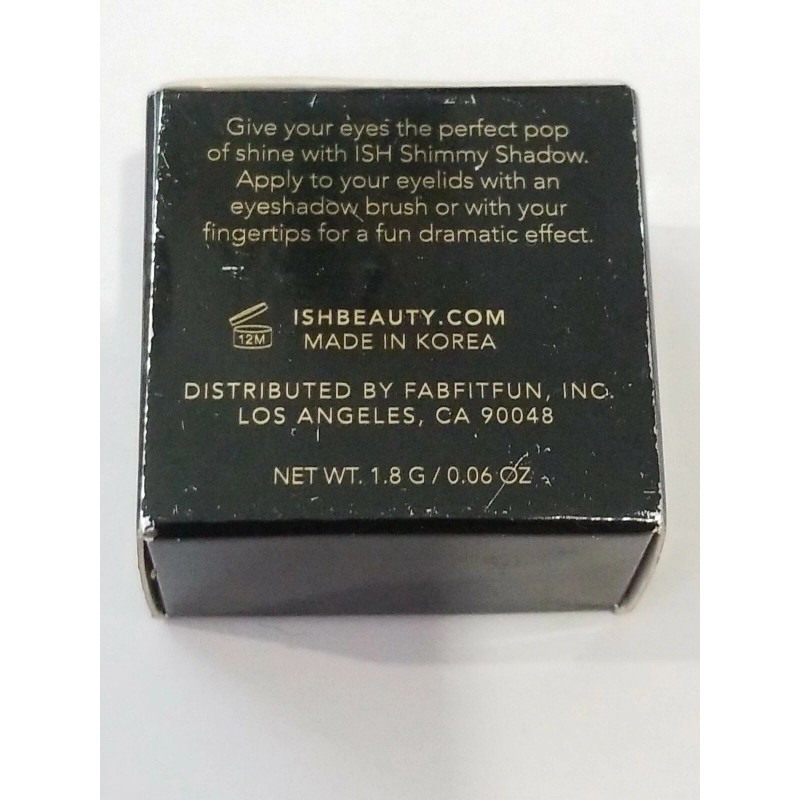 Give your eyes the perfect pop
of shine with ISH Shimmy Shadow.
Apply to your eyelids with an
eyeshadow brush or with your
fingertips for a fun dramatic effect.
12M
ISHBEAUTY.COM
MADE IN KOREA
DISTRIBUTED BY FABFITFUN, INC.
LOS ANGELES, CA 90048
NET WT. 1.8 G / 0.06 OZ